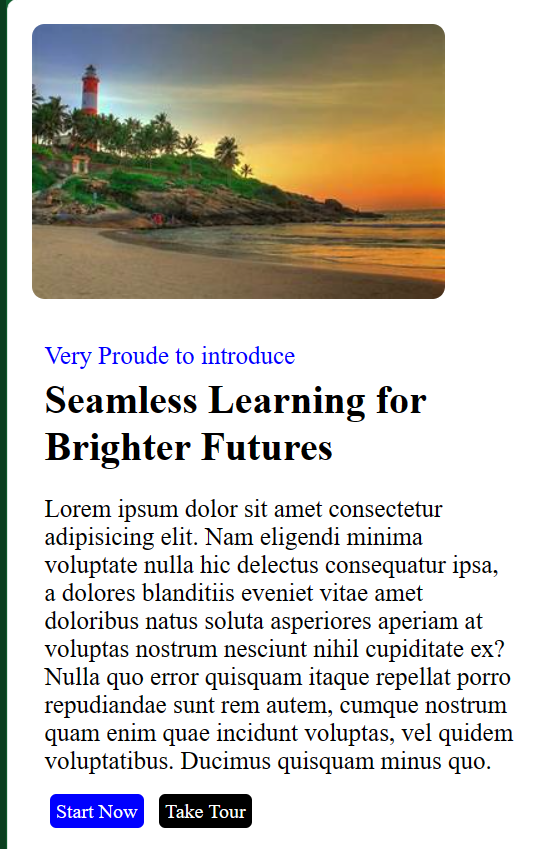 Very Proude to introduce
Seamless Learning for
Brighter Futures
Lorem ipsum dolor sit amet consectetur
adipisicing elit. Nam eligendi minima
voluptate nulla hic delectus consequatur ipsa,
a dolores blanditiis eveniet vitae amet
doloribus natus soluta asperiores aperiam at
voluptas nostrum nesciunt nihil cupiditate ex?
Nulla quo error quisquam itaque repellat porro
repudiandae sunt rem autem, cumque nostrum
quam enim quae incidunt voluptas, vel quidem
voluptatibus. Ducimus quisquam minus quo.
Start Now Take Tour